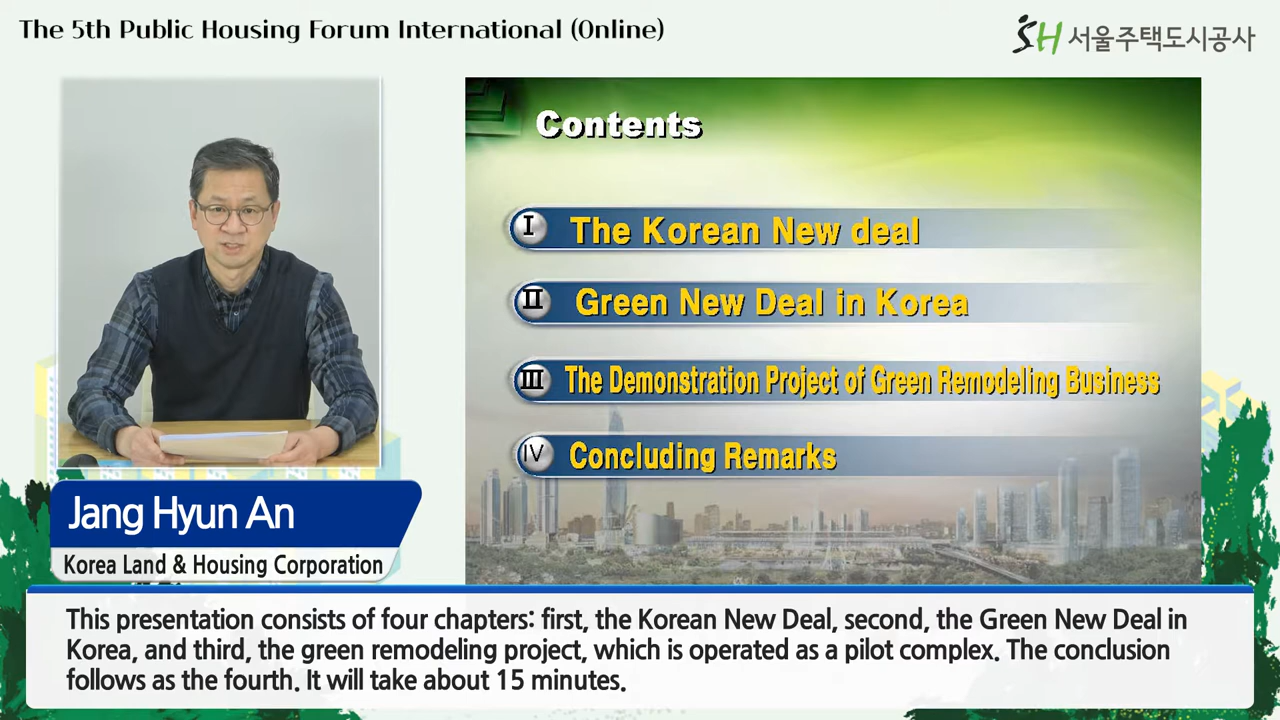 The 5th Public Housing Forum International (Online)
SH 서울주택도시공사
Contents
I The Korean New deal
II Green New Deal in Korea
III The Demonstration Project of Green Remodeling Business
IV Concluding Remarks
Jang Hyun An
Korea Land & Housing Corporation
This presentation consists of four chapters: first, the Korean New Deal, second, the Green New Deal in
Korea, and third, the green remodeling project, which is operated as a pilot complex. The conclusion
follows as the fourth. It will take about 15 minutes.